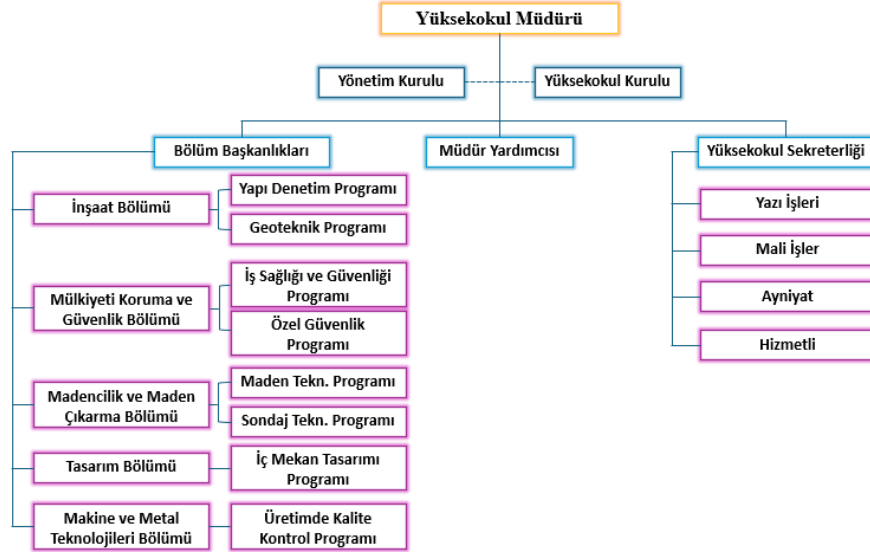 Yüksekokul Müdürü
Yönetim Kurulu
Yüksekokul Kurulu
Bölüm Başkanlıkları
Müdür Yardımcısı
Yüksekokul Sekreterliği
İnşaat Bölümü
Yapı Denetim Programı
Geoteknik Programı
Mülkiyeti Koruma ve
Güvenlik Bölümü
İş Sağlığı ve Güvenliği
Programı
Özel Güvenlik
Programı
Madencilik ve Maden
Çıkarma Bölümü
Maden Tekn. Programı
Sondaj Tekn. Programı
Tasarım Bölümü
İç Mekan Tasarımı
Programı
Makine ve Metal
Teknolojileri Bölümü
Üretimde Kalite
Kontrol Programı
Yazı İşleri
Mali İşler
Ayniyat
Hizmetli